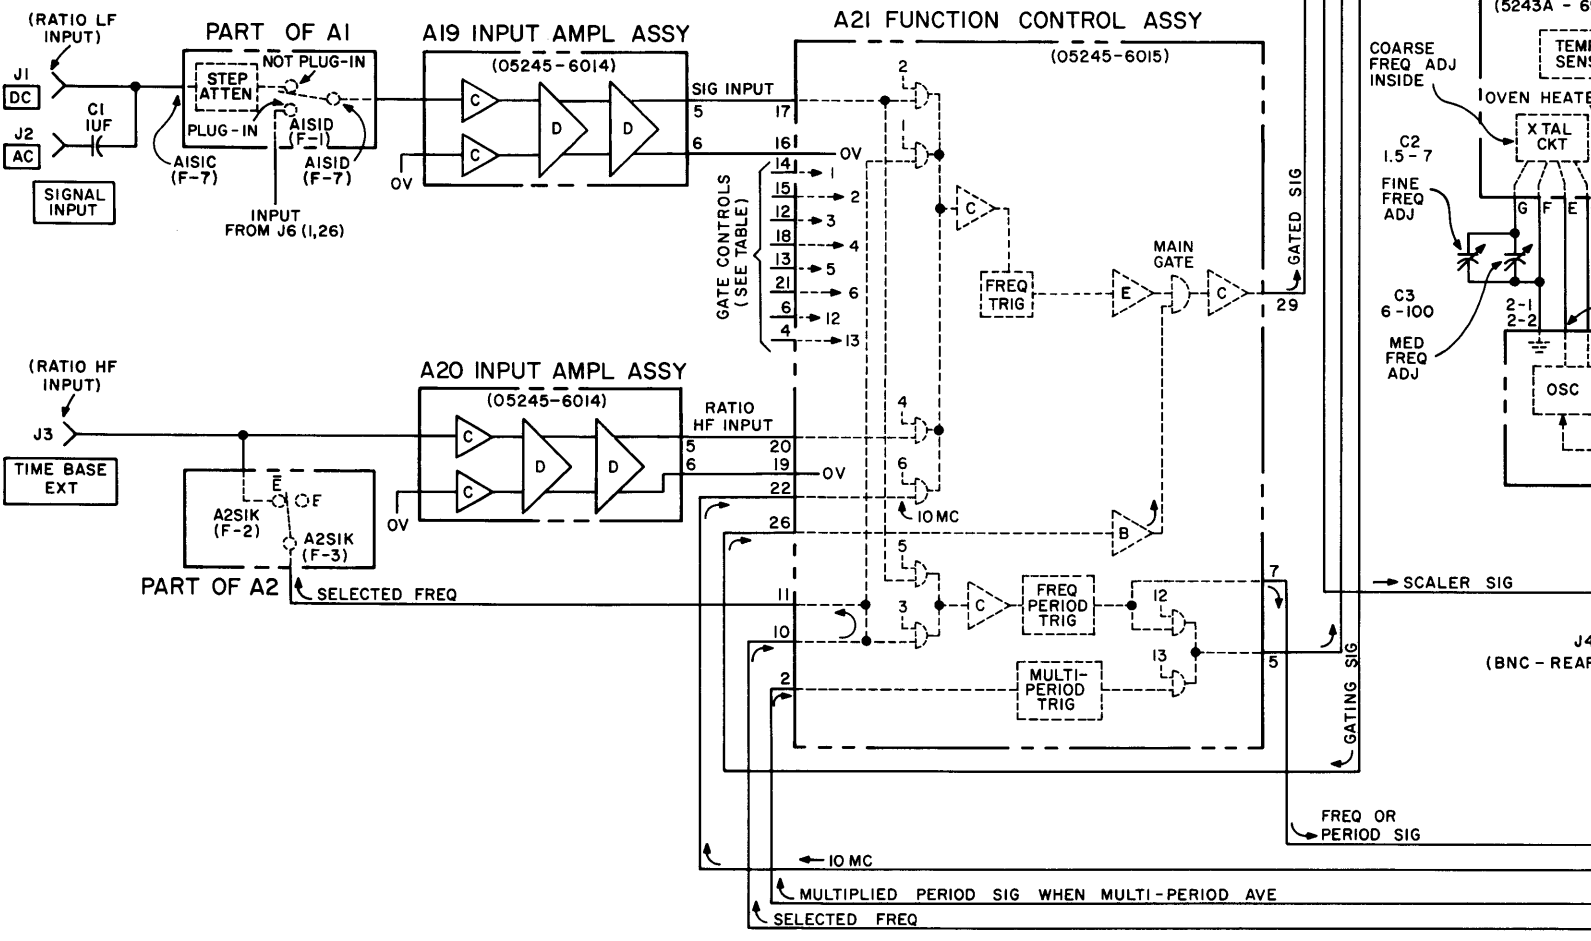 (RATIO LF
INPUT)
J1
DC
C1
1UF
J2
AC
SIGNAL
INPUT
PART OF A1
STEP
ATTEN
NOT PLUG-IN
PLUG-IN
A1S1D
(F-1)
A1S1C
(F-7)
A1S1D
(F-7)
INPUT
FROM J6 (1,26)
A19 INPUT AMPL ASSY
(05245-6014)
C
C
D
D
0V
SIG INPUT
5
6
17
16
14
15
12
18
13
21
6
4
GATE CONTROLS
(SEE TABLE)
A21 FUNCTION CONTROL ASSY
(05245-6015)
2
1
0V
1
2
3
4
5
6
12
13
C
FREQ
TRIG
E
MAIN
GATE
C
29
GATED SIG
(RATIO HF
INPUT)
J3
TIME BASE
EXT
A20 INPUT AMPL ASSY
(05245-6014)
C
C
D
D
0V
RATIO
HF INPUT
5
6
20
19
22
26
0V
4
6
10 MC
B
E
E
A2S1K
(F-2)
A2S1K
(F-3)
PART OF A2
SELECTED FREQ
11
10
2
5
3
C
FREQ
PERIOD
TRIG
12
13
MULTI-
PERIOD
TRIG
7
5
GATING SIG
SCALER SIG
FREQ OR
PERIOD SIG
10 MC
MULTIPLIED PERIOD SIG WHEN MULTI-PERIOD AVE
SELECTED FREQ
COARSE
FREQ ADJ
INSIDE
OVEN HEATE
XTAL
CKT
C2
1.5-7
FINE
FREQ
ADJ
G
F
E
C3
6-100
MED
FREQ
ADJ
2-1
2-2
OSC
(5243A - 6
TEM
SENS
J4
(BNC-REAR